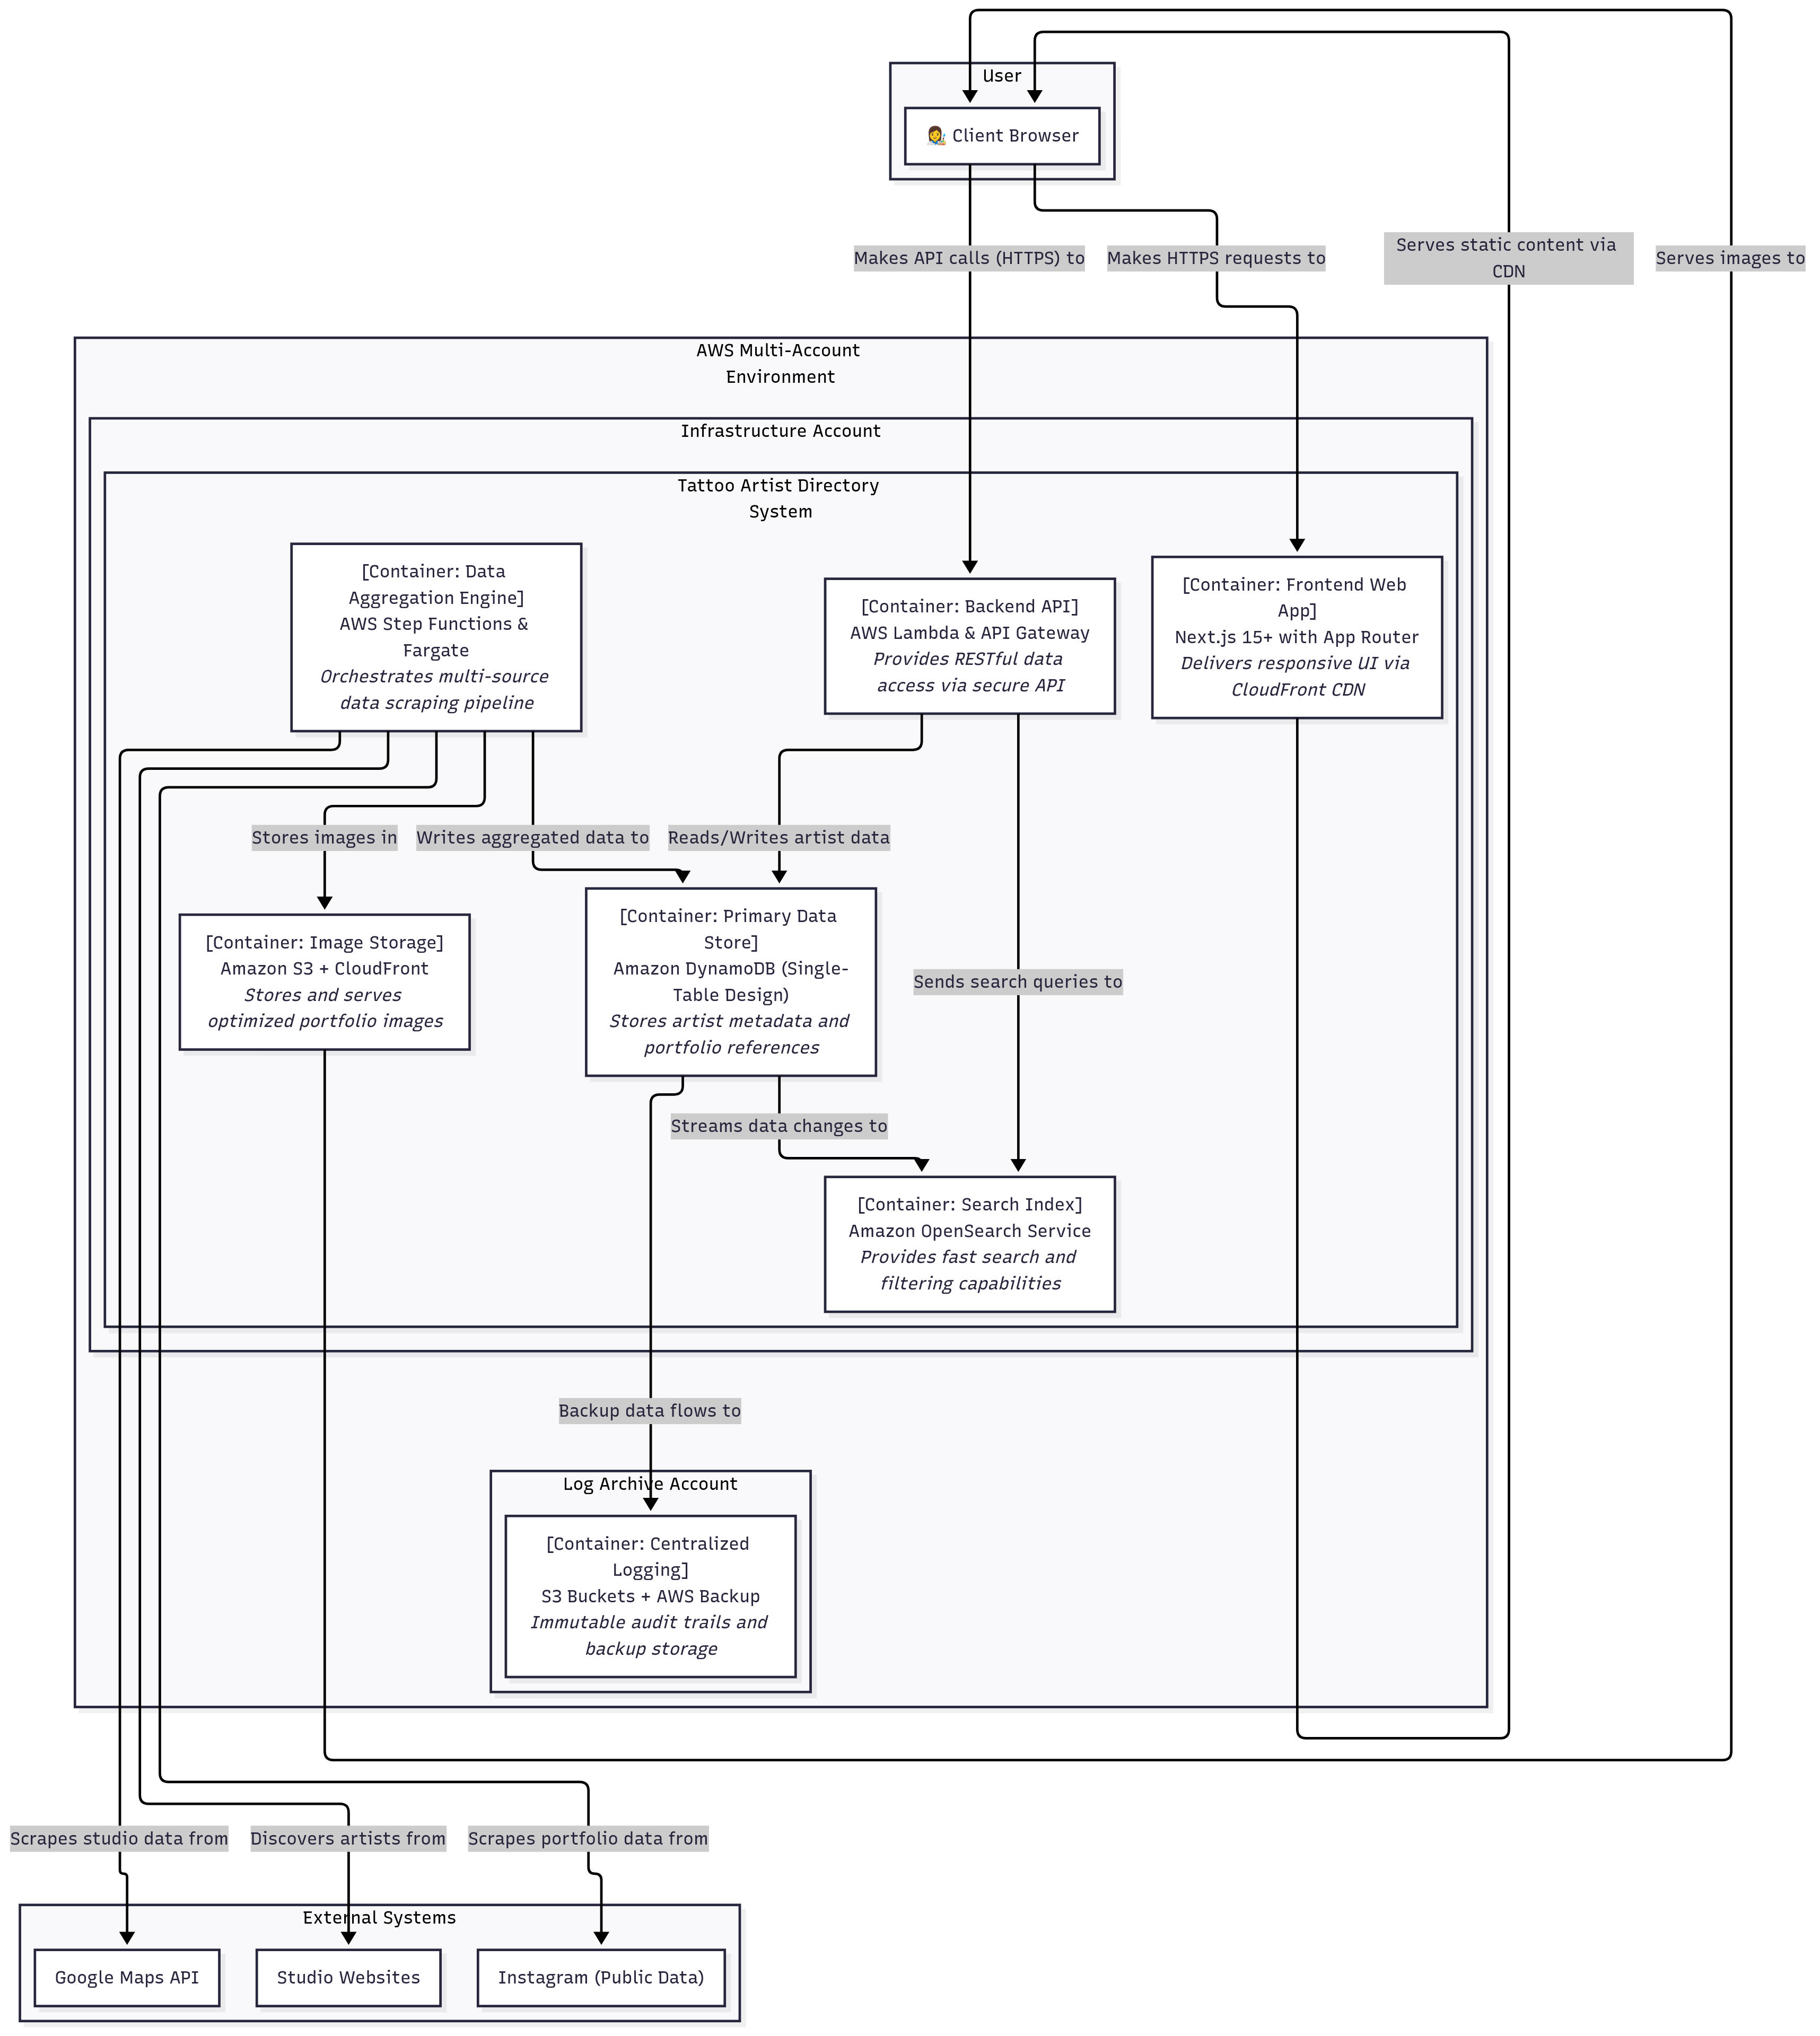 User
👩‍🎨 Client Browser
Makes API calls (HTTPS) to
Makes HTTPS requests to
Serves static content via
CDN
Serves images to
AWS Multi-Account
Environment
Infrastructure Account
Tattoo Artist Directory
System
[Container: Data
Aggregation Engine]
AWS Step Functions &
Fargate
Orchestrates multi-source
data scraping pipeline
[Container: Backend API]
AWS Lambda & API Gateway
Provides RESTful data
access via secure API
[Container: Frontend Web
App]
Next.js 15+ with App Router
Delivers responsive UI via
CloudFront CDN
Stores images in
Writes aggregated data to
Reads/Writes artist data
[Container: Image Storage]
Amazon S3 + CloudFront
Stores and serves
optimized portfolio images
[Container: Primary Data
Store]
Amazon DynamoDB (Single-
Table Design)
Stores artist metadata and
portfolio references
Sends search queries to
Streams data changes to
[Container: Search Index]
Amazon OpenSearch Service
Provides fast search and
filtering capabilities
Backup data flows to
Log Archive Account
[Container: Centralized
Logging]
S3 Buckets + AWS Backup
Immutable audit trails and
backup storage
Scrapes studio data from
Discovers artists from
Scrapes portfolio data from
External Systems
Google Maps API
Studio Websites
Instagram (Public Data)